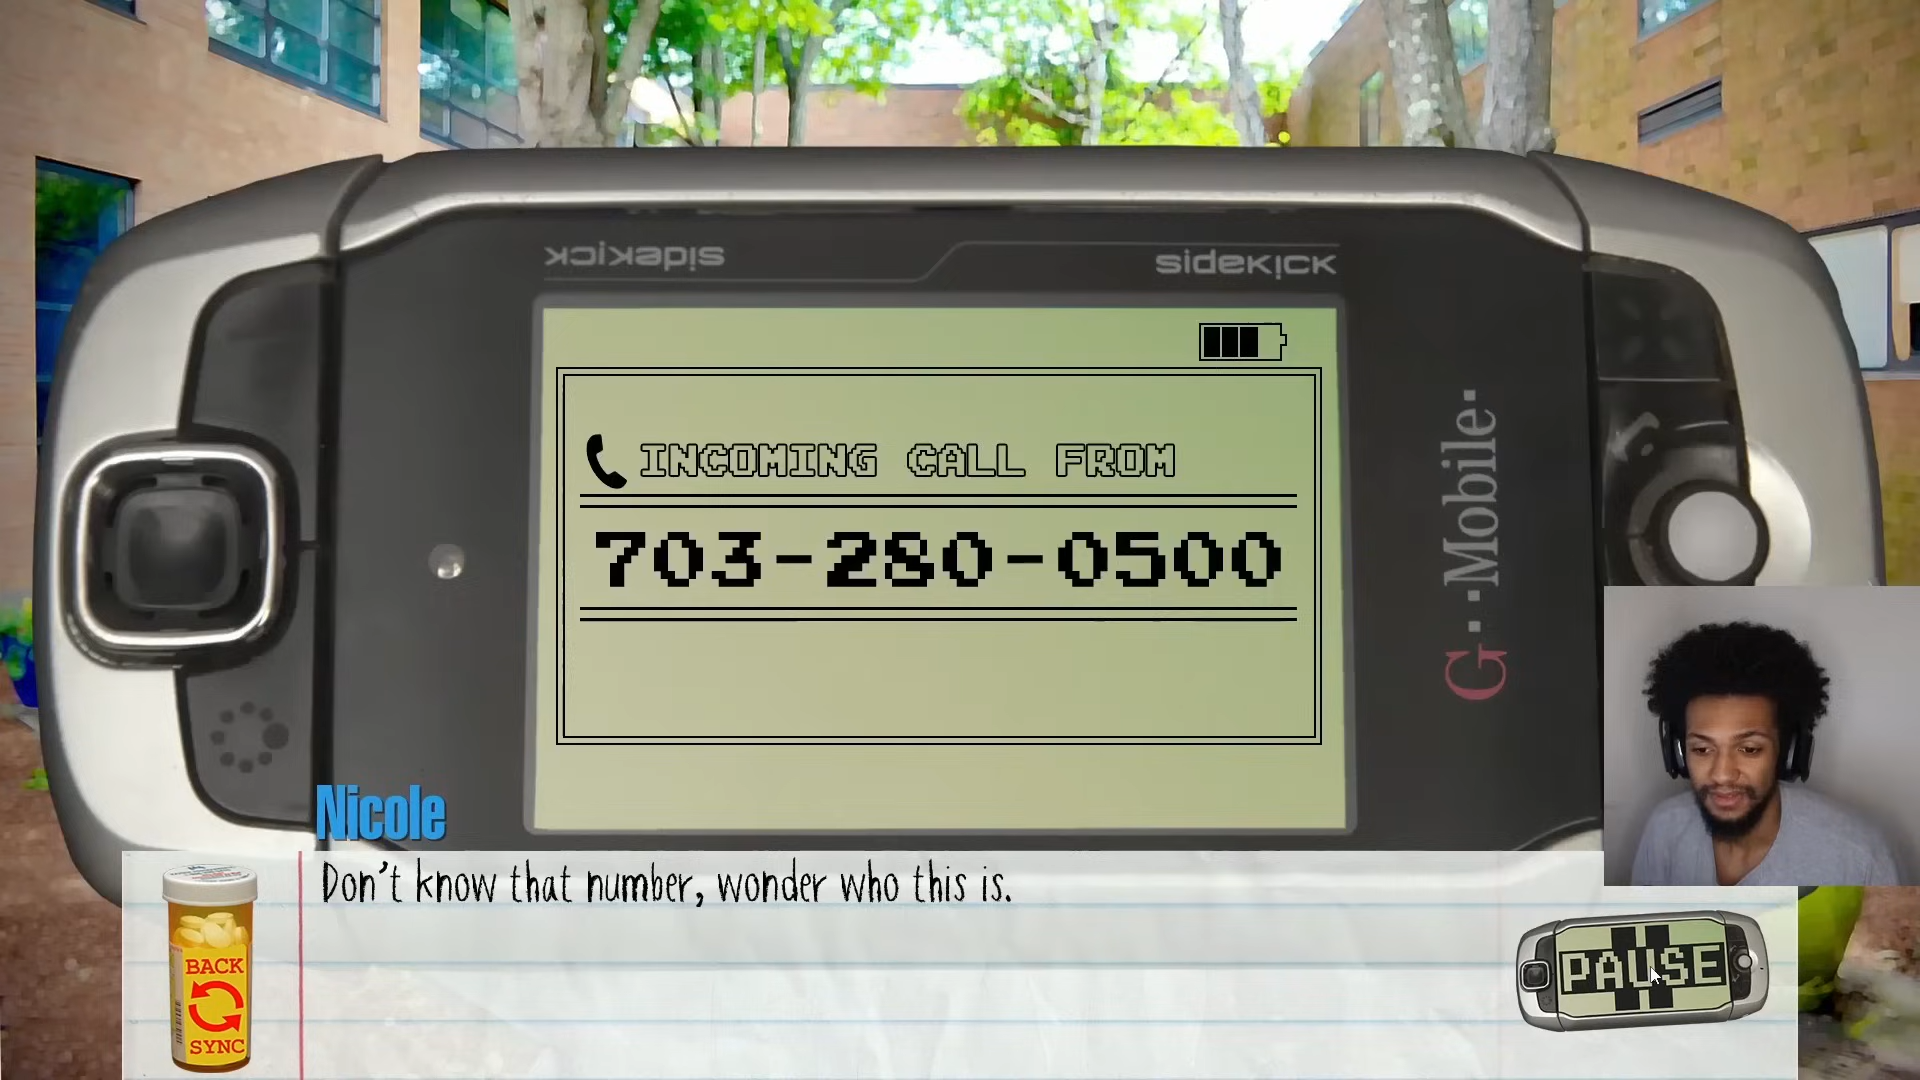 sidekick
sidekick
INCOMING CALL FROM
703-280-0500
G··Mobile·
Nicole
Don't know that number, wonder who this is.
BACK
SYNC
PAUSE